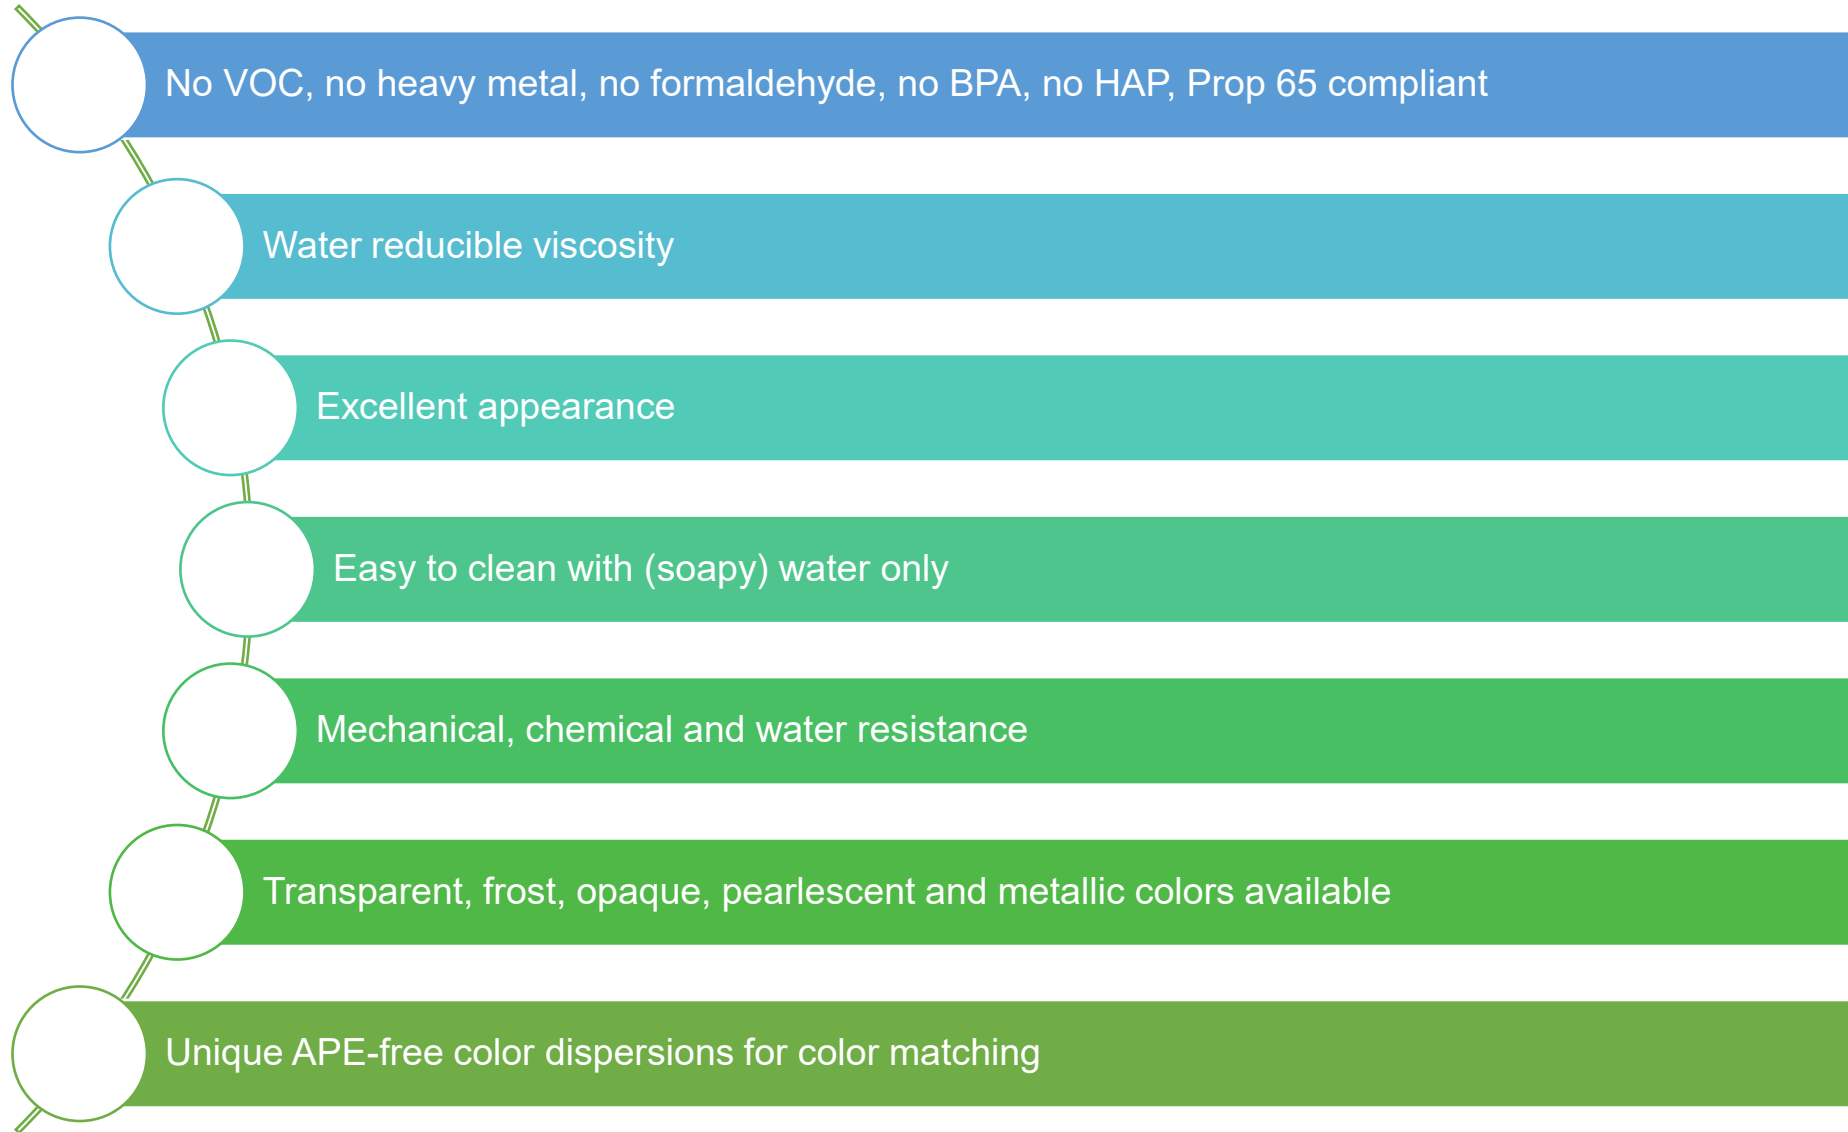 No VOC, no heavy metal, no formaldehyde, no BPA, no HAP, Prop 65 compliant
Water reducible viscosity
Excellent appearance
Easy to clean with (soapy) water only
Mechanical, chemical and water resistance
Transparent, frost, opaque, pearlescent and metallic colors available
Unique APE-free color dispersions for color matching